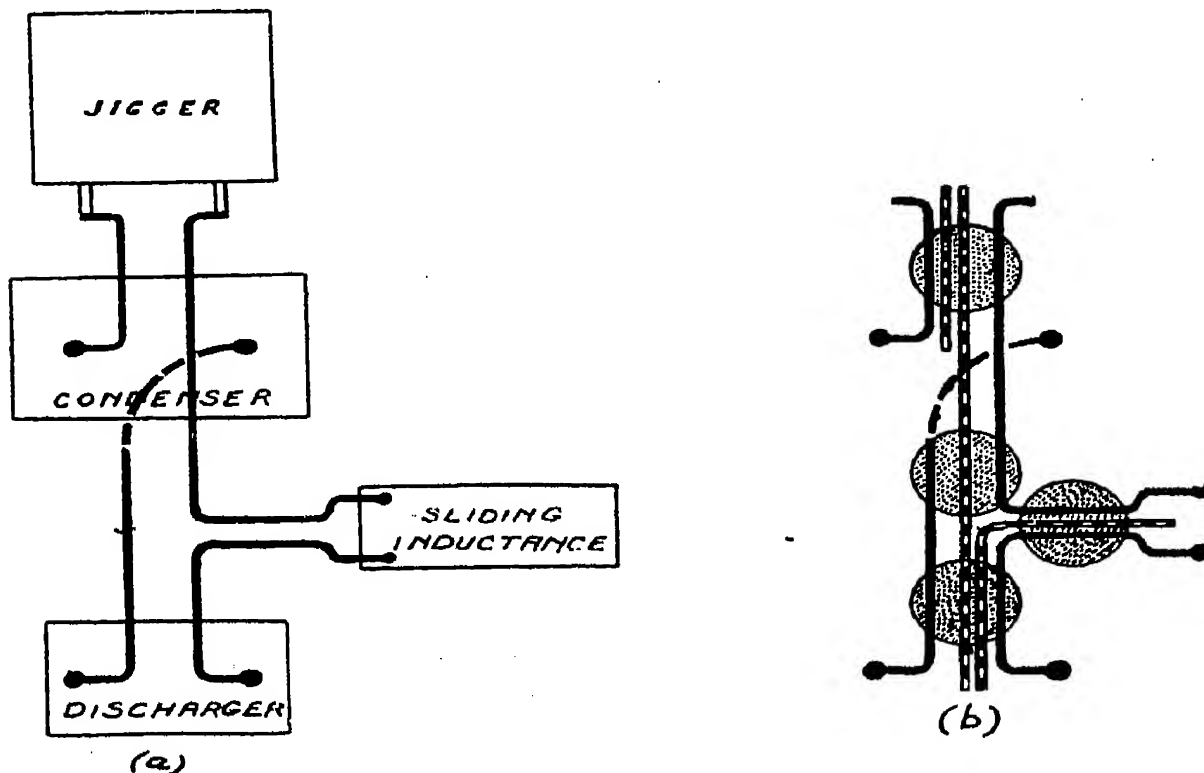 JIGGER
CONDENSER
SLIDING
INDUCTANCE
DISCHARGER
(a)
(b)